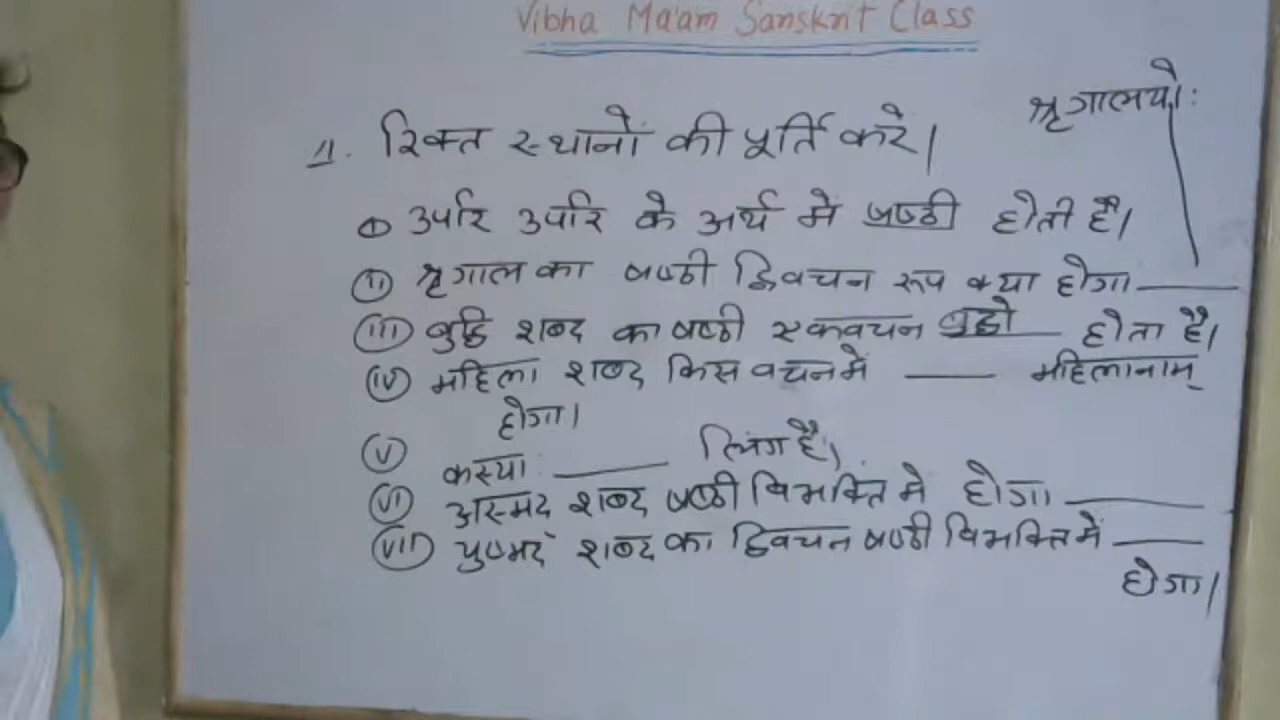 Vibha Ma'am Sanskrit Class
श्रृगालयो:
1. रिक्त स्थानों की पूर्ति करे।
① उपरि उपरि के अर्थ मे षष्ठी होती है।
(ii) श्रृगाल का षष्ठी द्विवचन रूप क्या होगा ____
(iii) बुद्धि शब्द का षष्ठी एकवचन होता है।
(iv) महिला शब्द किस वचन में ____ महिलानाम्
होगा।
(v) कस्या: ____ लिंग है।
(vi) अस्मद शब्द षष्ठी विभक्ति मे होगा ____
(vii) युष्मद शब्द का द्विवचन षष्ठी विभक्ति में ____
होगा।